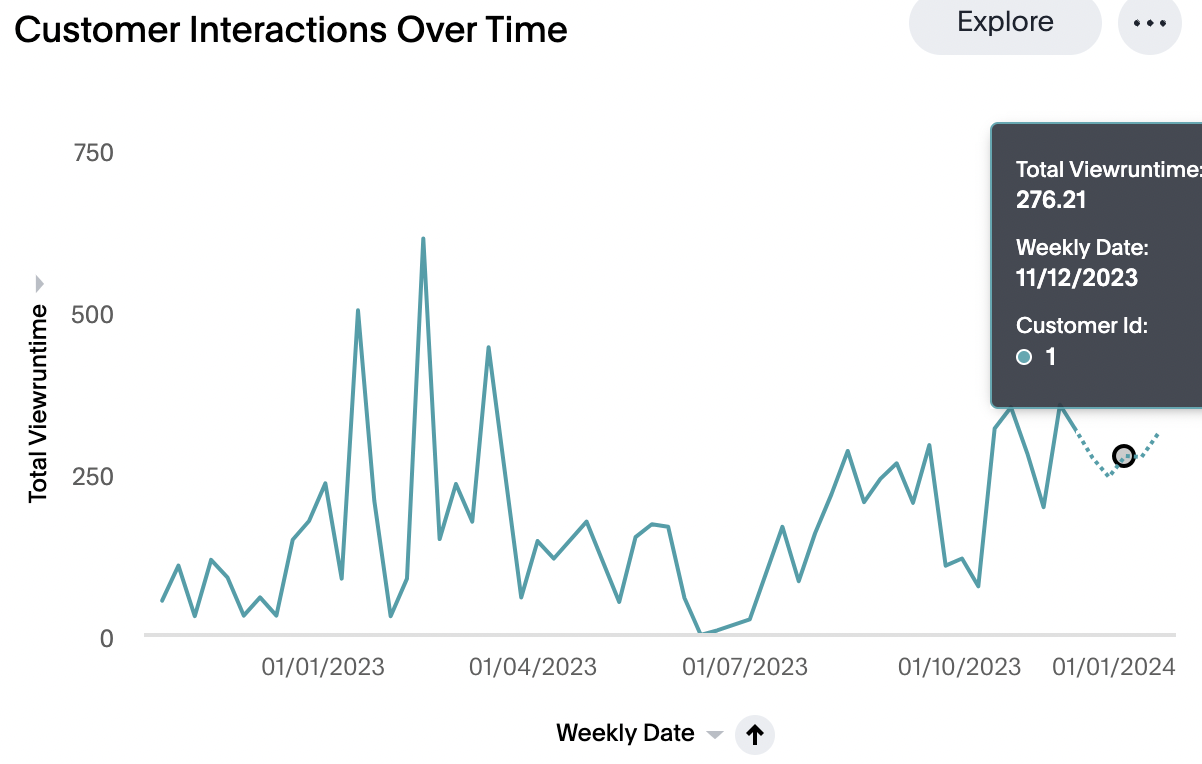 Customer Interactions Over Time
Explore
750
500
250
0
Total Viewruntime
Total Viewruntime:
276.21
Weekly Date:
11/12/2023
Customer Id:
1
01/01/2023
01/04/2023
01/07/2023
01/10/2023
01/01/2024
Weekly Date